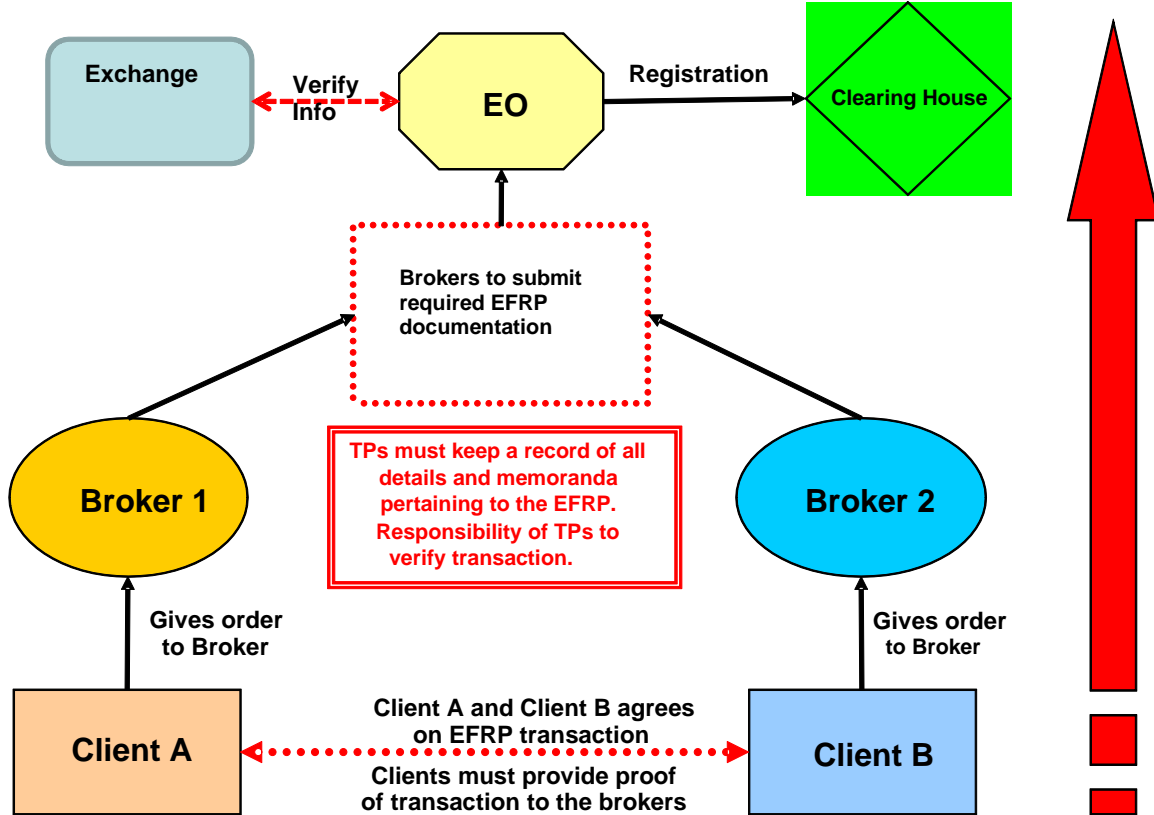 Exchange
Verify
Info
EO
Registration
Clearing House
Brokers to submit
required EFRP
documentation
TPs must keep a record of all
details and memoranda
pertaining to the EFRP.
Responsibility of TPs to
verify transaction.
Broker 1
Broker 2
Gives order
to Broker
Gives order
to Broker
Client A
Client A and Client B agrees
on EFRP transaction
Clients must provide proof
of transaction to the brokers
Client B